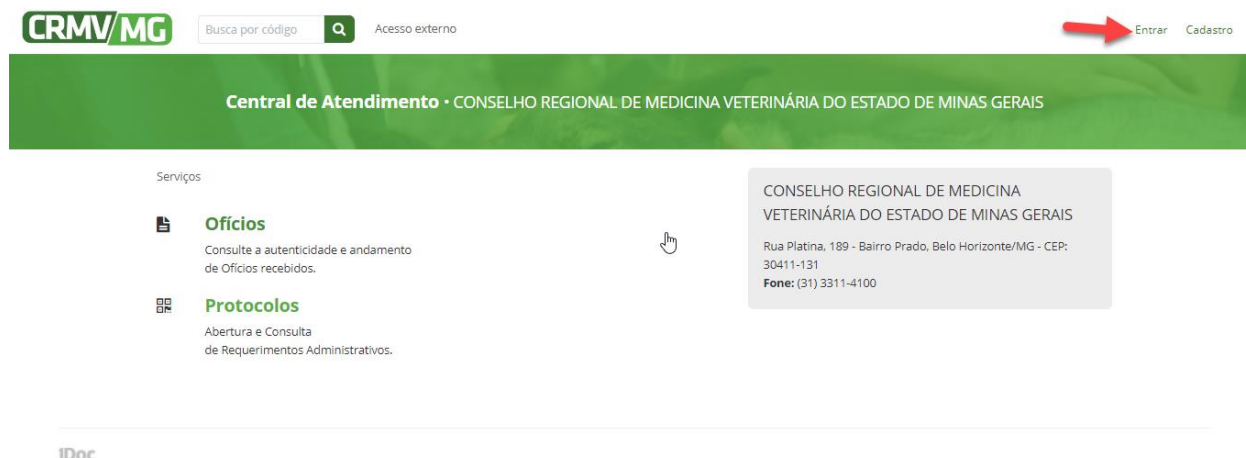 CRMV/MG
Busca por código
Acesso externo
Entrar
Cadastro
Central de Atendimento • CONSELHO REGIONAL DE MEDICINA VETERINÁRIA DO ESTADO DE MINAS GERAIS
Serviços
Ofícios
Consulte a autenticidade e andamento
de Ofícios recebidos.
Protocolos
Abertura e Consulta
de Requerimentos Administrativos.
CONSELHO REGIONAL DE MEDICINA
VETERINÁRIA DO ESTADO DE MINAS GERAIS
Rua Platina, 189 - Bairro Prado, Belo Horizonte/MG - CEP:
30411-131
Fone: (31) 3311-4100
1Doc